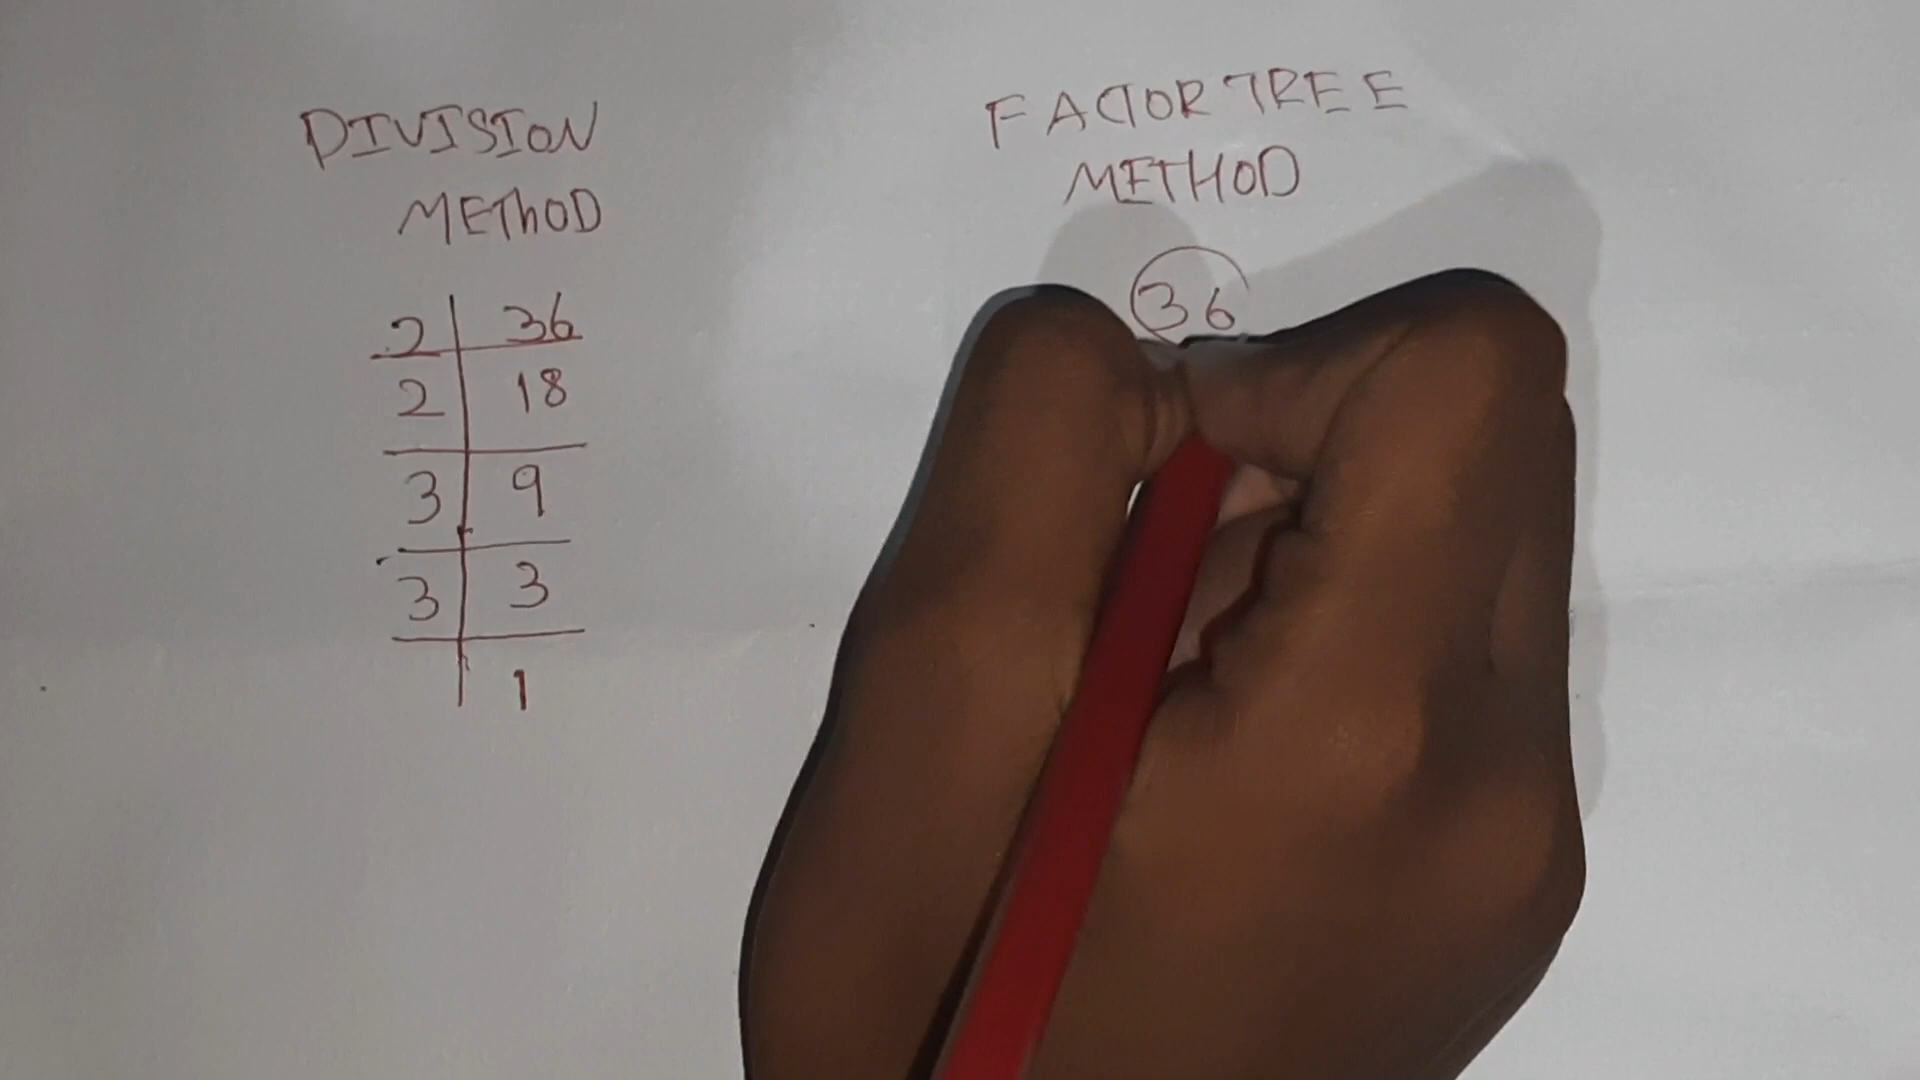 DIVISION
METhOD
2 36
2 18
3 9
3 3
1
FACTOR TREE
METHOD
36